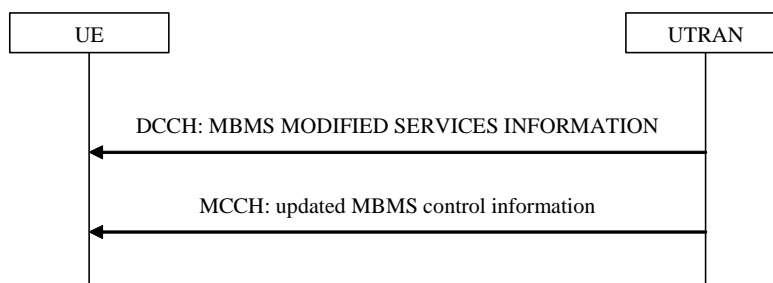 UE
UTRAN
DCCH: MBMS MODIFIED SERVICES INFORMATION
MCCH: updated MBMS control information